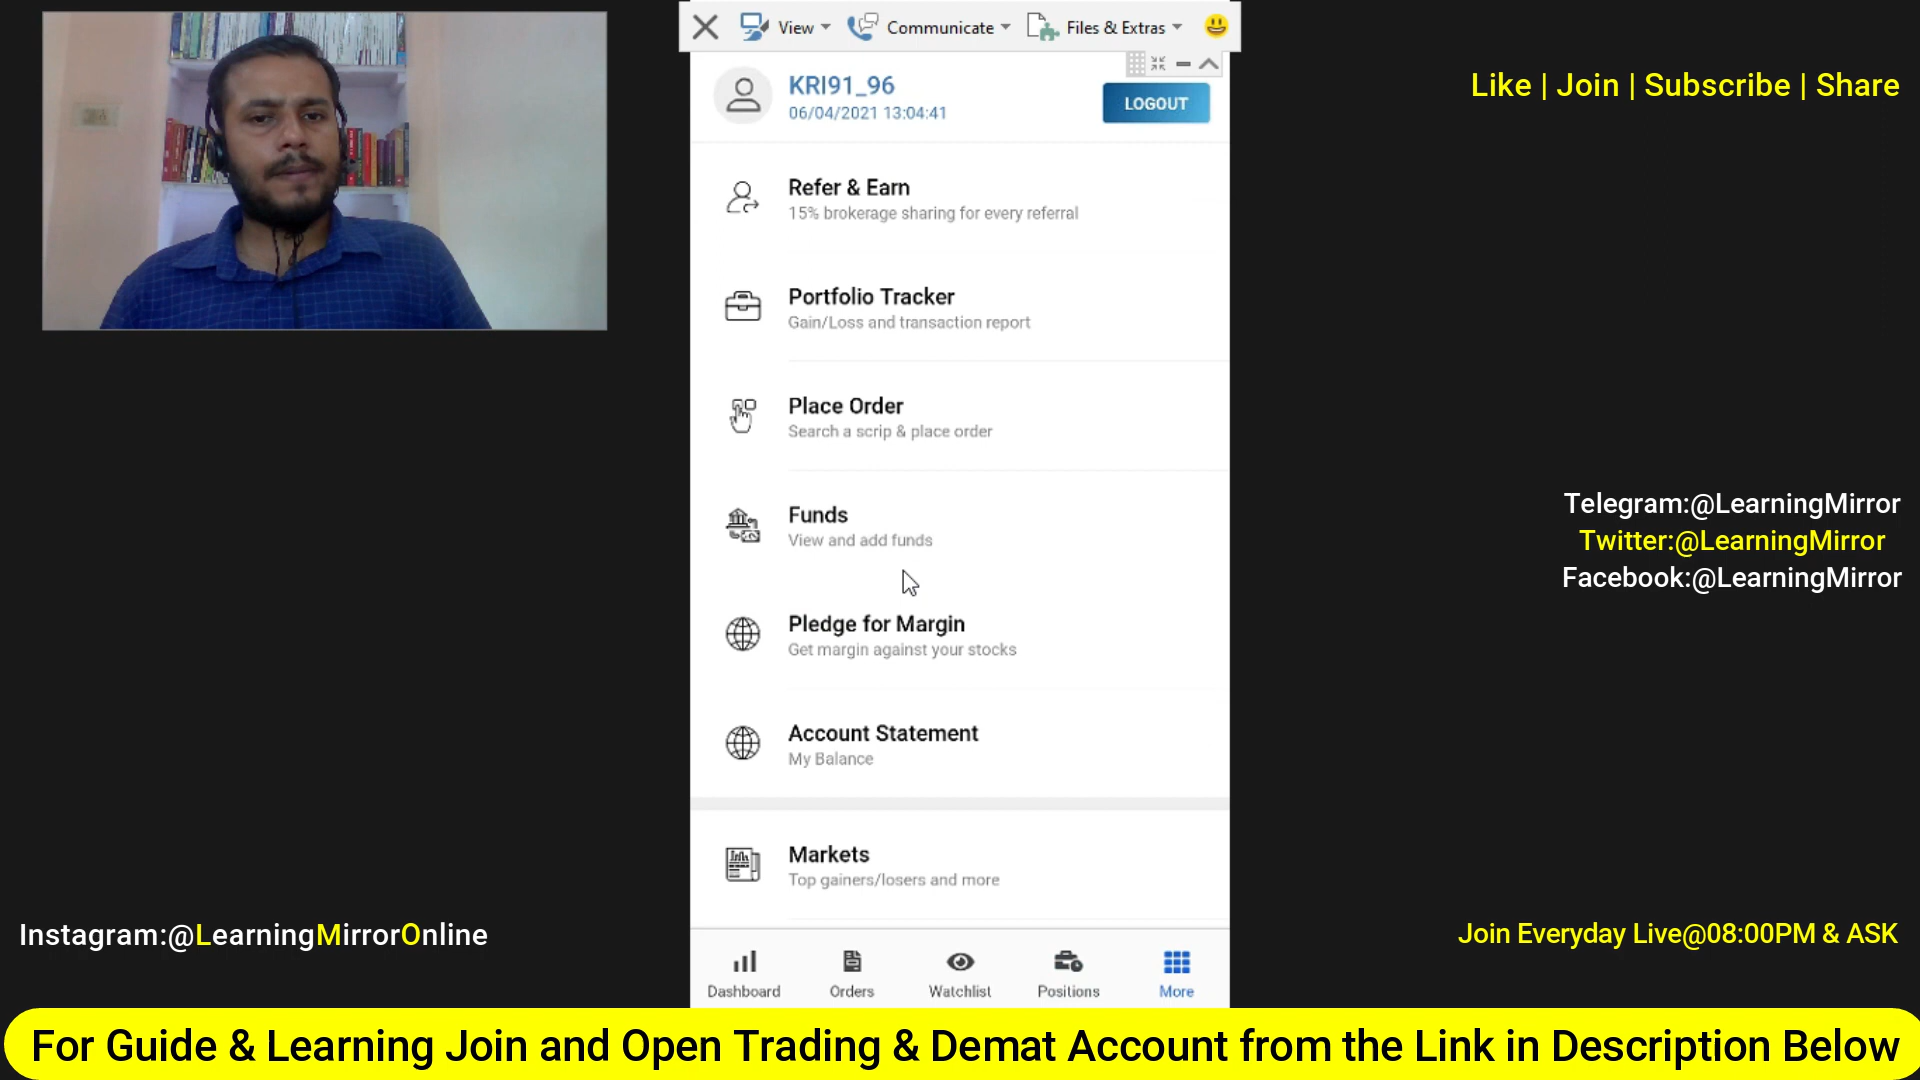 View
Communicate
Files & Extras
KRI91_96
06/04/2021 13:04:41
LOGOUT
Refer & Earn
15% brokerage sharing for every referral
Portfolio Tracker
Gain/Loss and transaction report
Place Order
Search a scrip & place order
Funds
View and add funds
Pledge for Margin
Get margin against your stocks
Account Statement
My Balance
Markets
Top gainers/losers and more
Dashboard
Orders
Watchlist
Positions
More
Like | Join | Subscribe | Share
Telegram:@LearningMirror
Twitter:@LearningMirror
Facebook:@LearningMirror
Instagram:@LearningMirrorOnline
Join Everyday Live@08:00PM & ASK
For Guide & Learning Join and Open Trading & Demat Account from the Link in Description Below